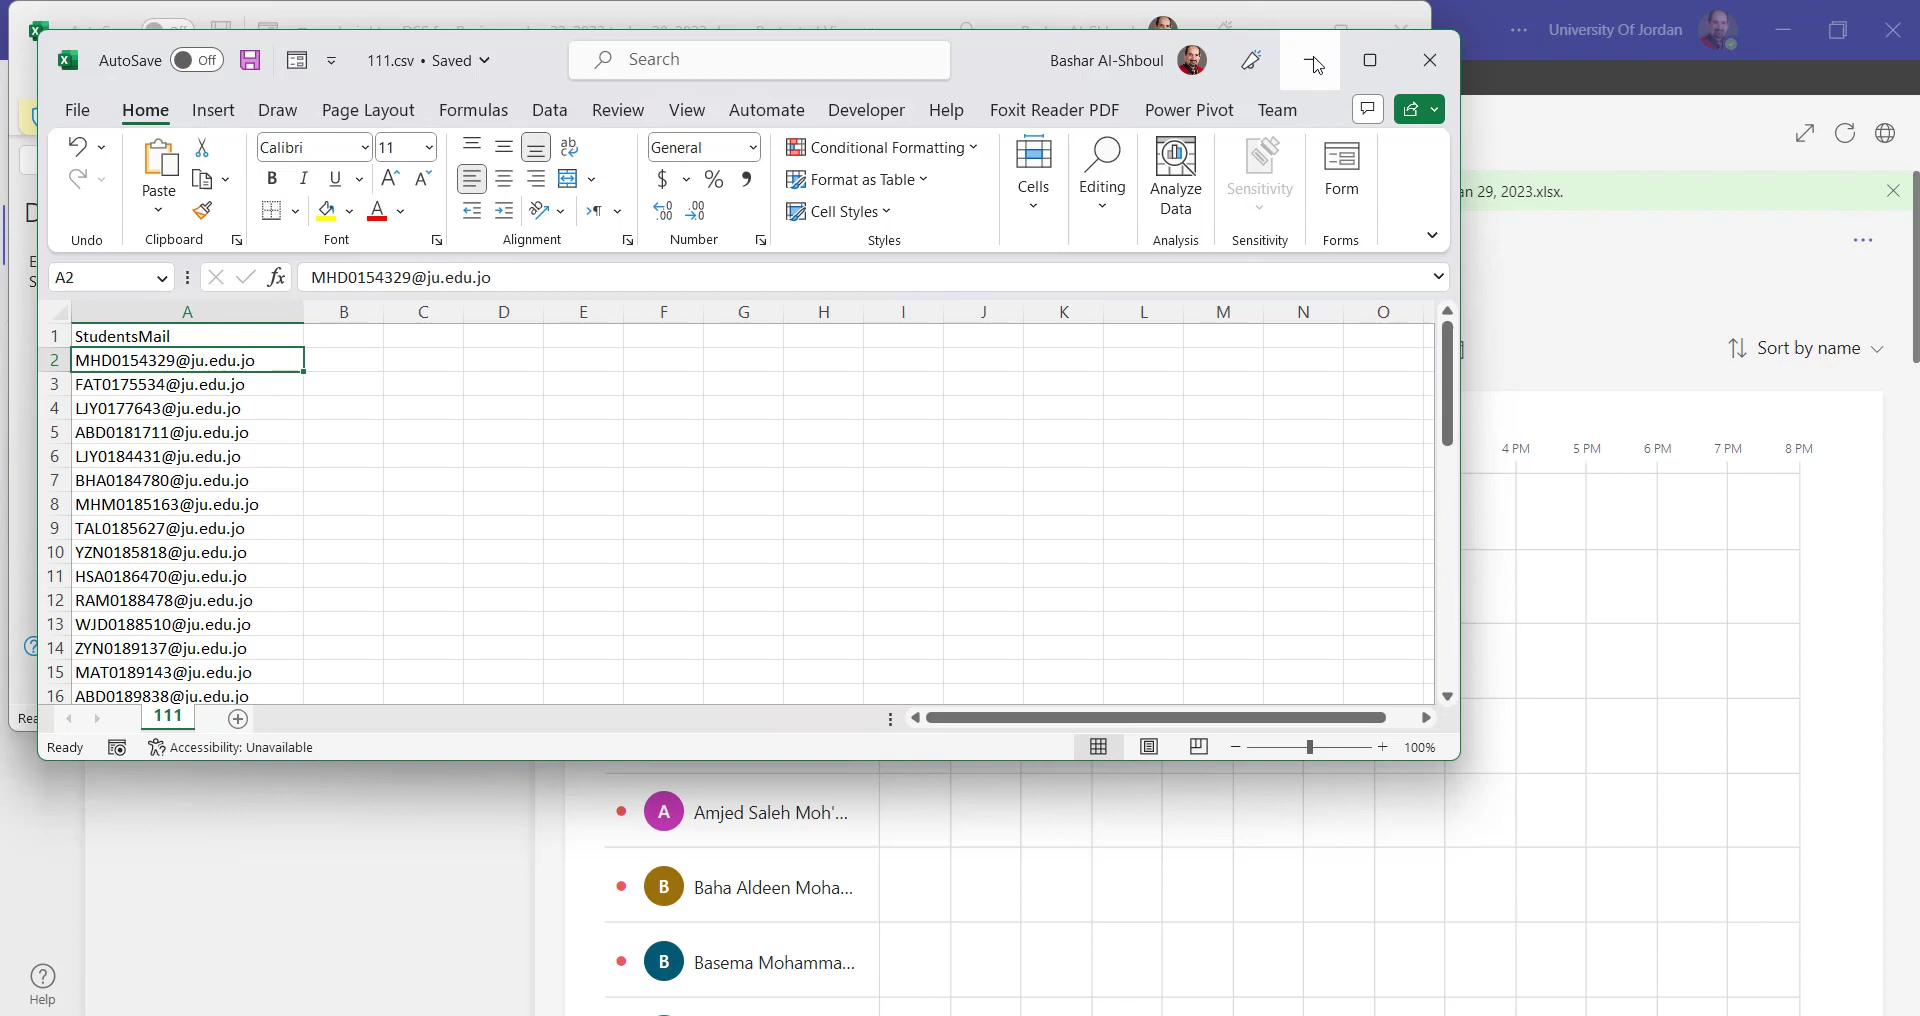 University Of Jordan
AutoSave Off 111.csv • Saved Search Bashar Al-Shboul
File Home Insert Draw Page Layout Formulas Data Review View Automate Developer Help Foxit Reader PDF Power Pivot Team
Calibri 11 General Conditional Formatting
Paste Format as Table Cells Editing Analyze Data Sensitivity Form
Cell Styles
Undo Clipboard Font Alignment Number Styles Analysis Sensitivity Forms
an 29, 2023.xlsx.
A2 fx MHD0154329@ju.edu.jo
A B C D E F G H I J K L M N O
1 StudentsMail
2 MHD0154329@ju.edu.jo
3 FAT0175534@ju.edu.jo
4 LJY0177643@ju.edu.jo
5 ABD0181711@ju.edu.jo
6 LJY0184431@ju.edu.jo
7 BHA0184780@ju.edu.jo
8 MHM0185163@ju.edu.jo
9 TAL0185627@ju.edu.jo
10 YZN0185818@ju.edu.jo
11 HSA0186470@ju.edu.jo
12 RAM0188478@ju.edu.jo
13 WJD0188510@ju.edu.jo
14 ZYN0189137@ju.edu.jo
15 MAT0189143@ju.edu.jo
16 ABD0189838@ju.edu.jo
Sort by name
4 PM 5 PM 6 PM 7 PM 8 PM
111
Ready Accessibility: Unavailable 100%
A Amjed Saleh Moh'...
B Baha Aldeen Moha...
B Basema Mohamma...
Help